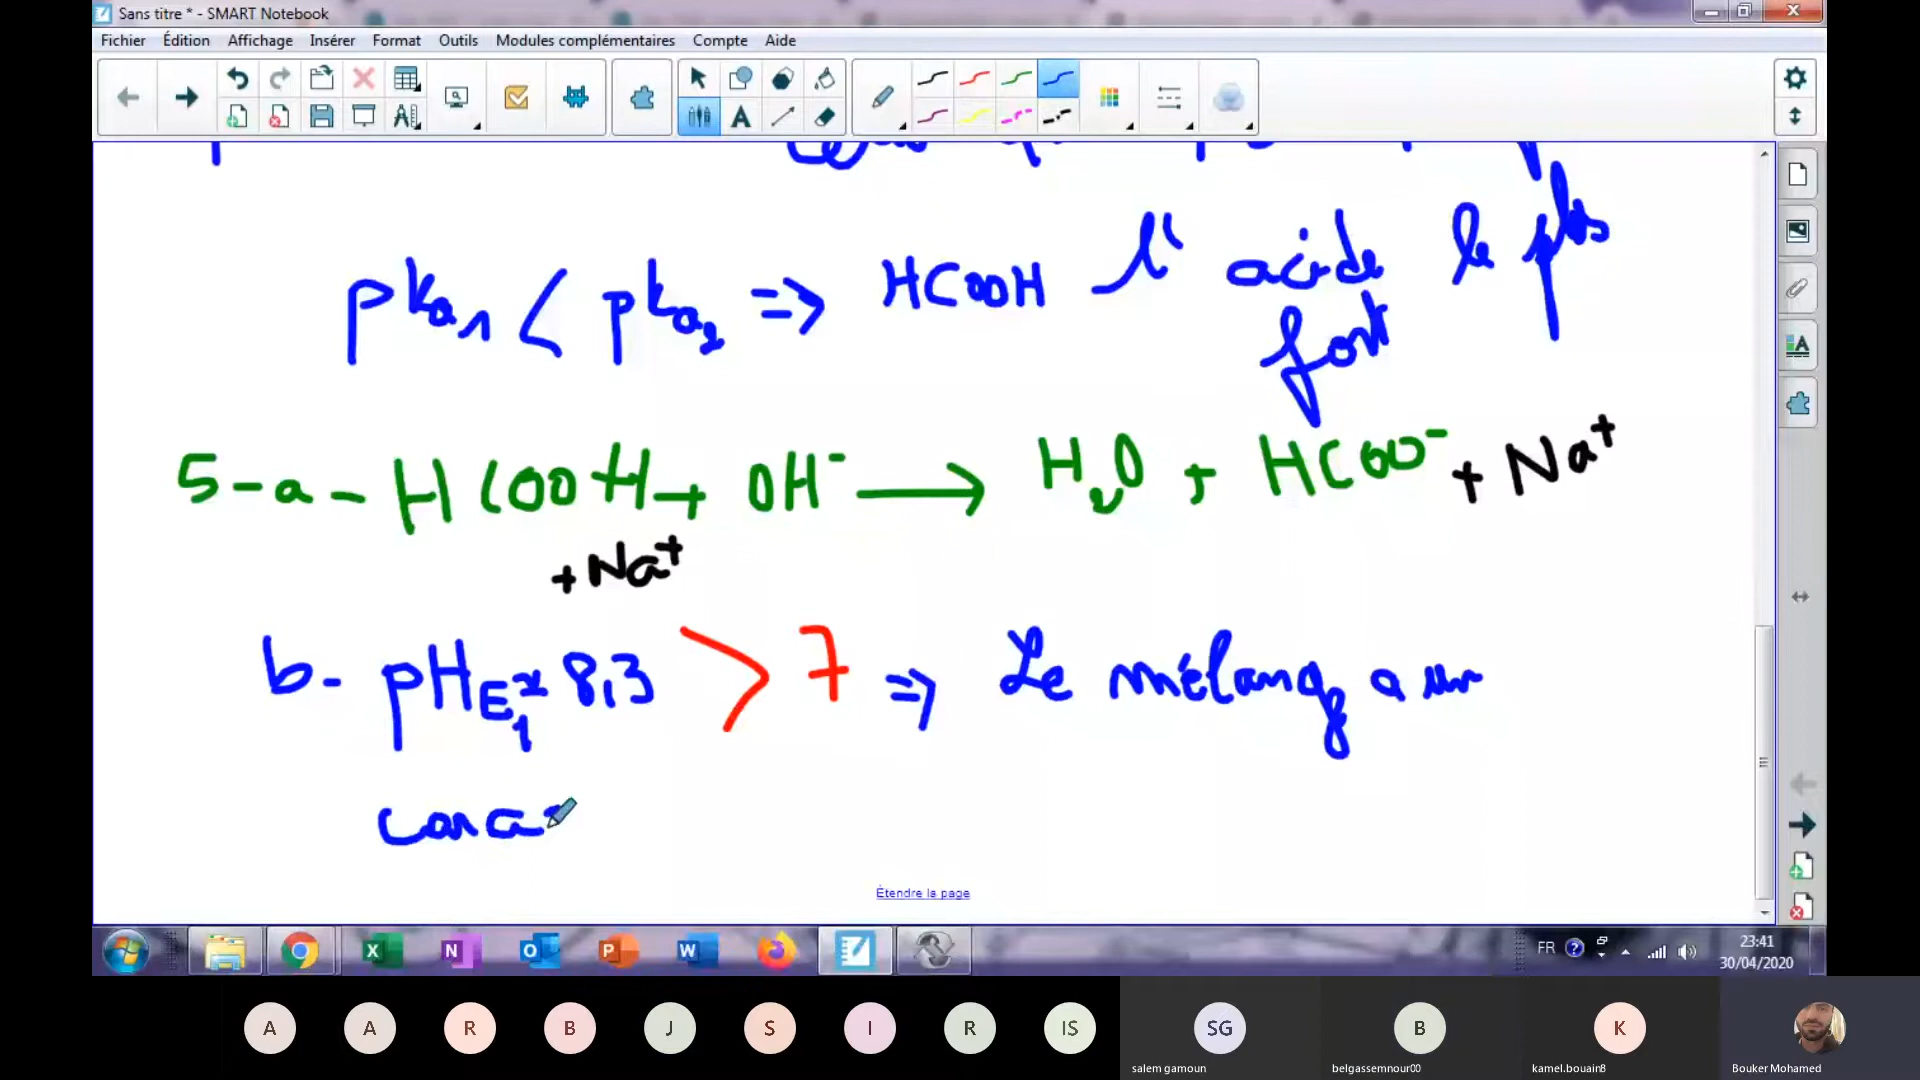 Sans titre * - SMART Notebook
Fichier Édition Affichage Insérer Format Outils Modules complémentaires Compte Aide
pka1 < pka2 => HCOOH l'acide le plus
fort
5-a- HCOOH + OH⁻ → H2O + HCOO⁻ + Na⁺
+ Na⁺
b- pHE1 ≈ 8,3 > 7 => Le mélange a un
cara
Étendre la page
FR
23:41
30/04/2020
A A R B J S I R IS SG B K
salem gamoun belgassemnour00 kamel.bouain8 Bouker Mohamed